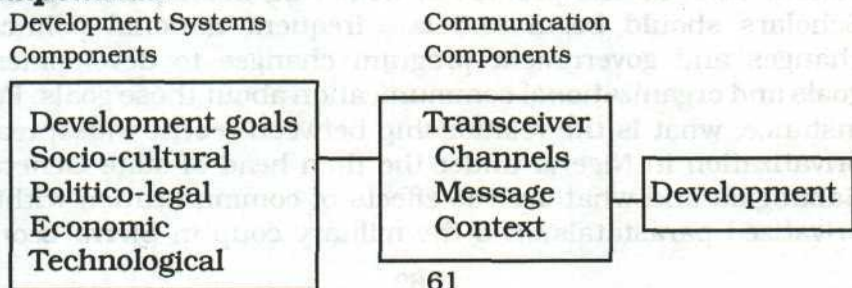 Development Systems
Components
Communication
Components
Development goals
Socio-cultural
Politico-legal
Economic
Technological
Transceiver
Channels
Message
Context
Development
61